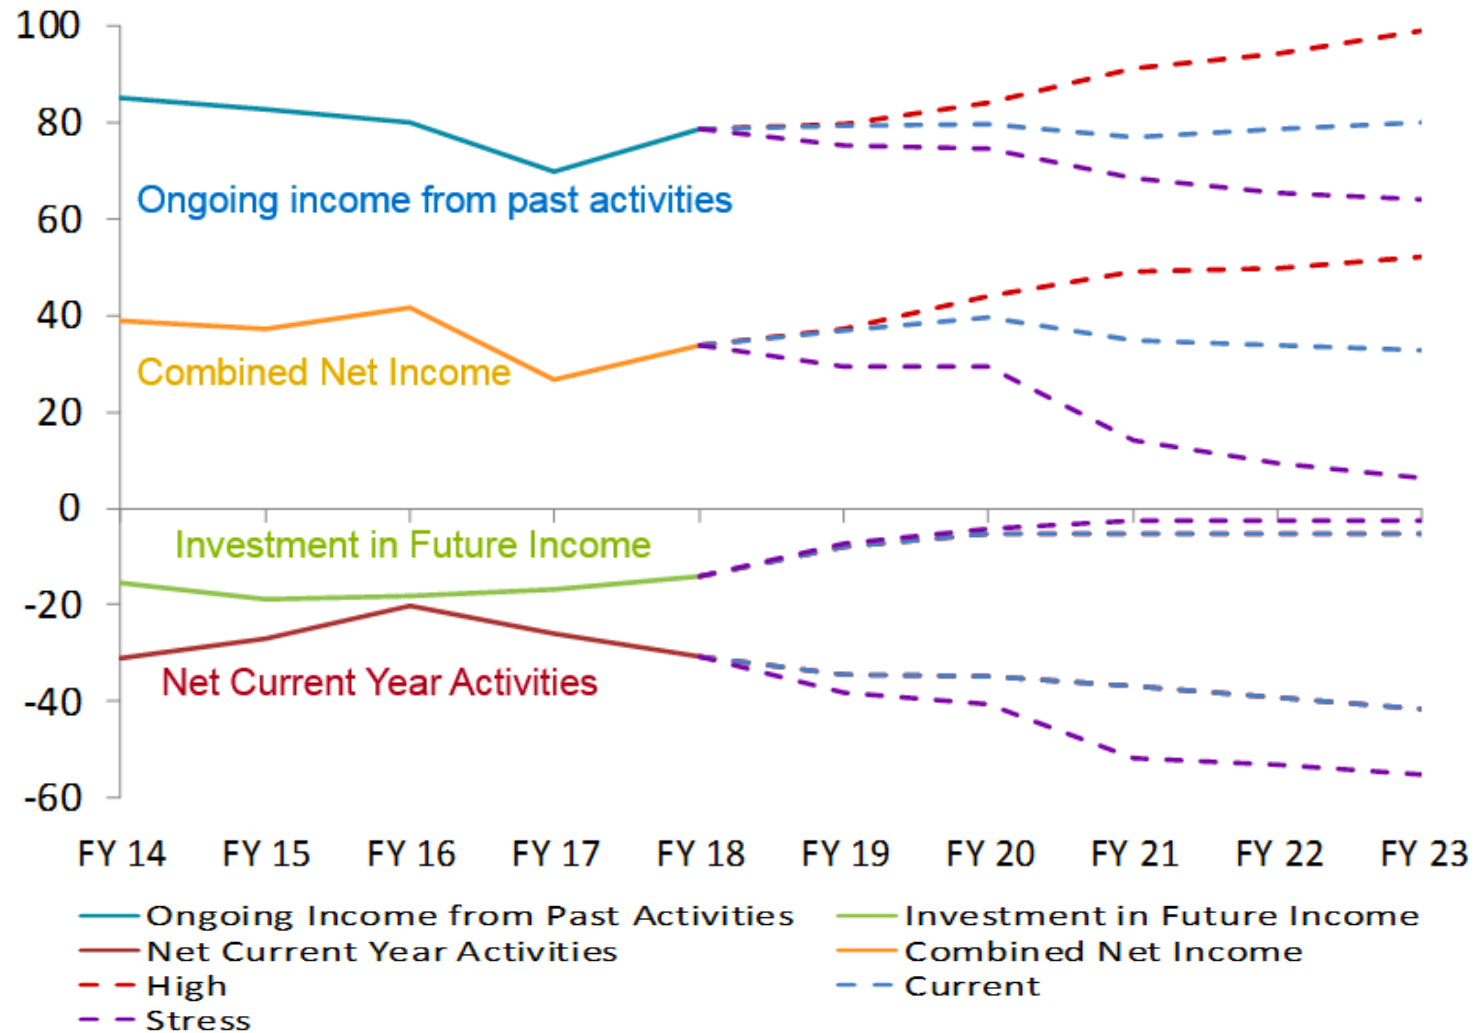 100
80
Ongoing income from past activities
60
40
Combined Net Income
20
0
Investment in Future Income
-20
Net Current Year Activities
-40
-60
FY 14 FY 15 FY 16 FY 17 FY 18 FY 19 FY 20 FY 21 FY 22 FY 23
Ongoing Income from Past Activities Investment in Future Income
Net Current Year Activities Combined Net Income
High Current
Stress